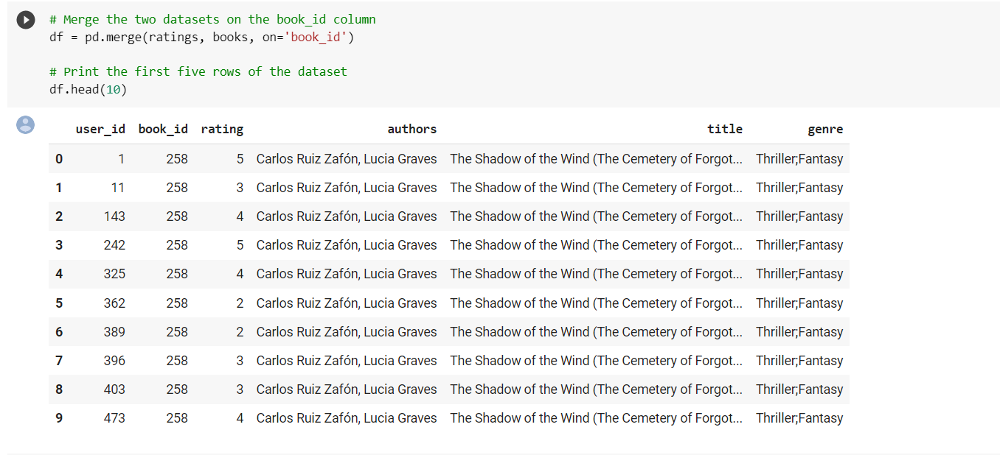 # Merge the two datasets on the book_id column
df = pd.merge(ratings, books, on='book_id')
# Print the first five rows of the dataset
df.head(10)
user_id book_id rating authors title genre
0 1 258 5 Carlos Ruiz Zafón, Lucia Graves The Shadow of the Wind (The Cemetery of Forgot... Thriller;Fantasy
1 11 258 3 Carlos Ruiz Zafón, Lucia Graves The Shadow of the Wind (The Cemetery of Forgot... Thriller;Fantasy
2 143 258 4 Carlos Ruiz Zafón, Lucia Graves The Shadow of the Wind (The Cemetery of Forgot... Thriller;Fantasy
3 242 258 5 Carlos Ruiz Zafón, Lucia Graves The Shadow of the Wind (The Cemetery of Forgot... Thriller;Fantasy
4 325 258 4 Carlos Ruiz Zafón, Lucia Graves The Shadow of the Wind (The Cemetery of Forgot... Thriller;Fantasy
5 362 258 2 Carlos Ruiz Zafón, Lucia Graves The Shadow of the Wind (The Cemetery of Forgot... Thriller;Fantasy
6 389 258 2 Carlos Ruiz Zafón, Lucia Graves The Shadow of the Wind (The Cemetery of Forgot... Thriller;Fantasy
7 396 258 3 Carlos Ruiz Zafón, Lucia Graves The Shadow of the Wind (The Cemetery of Forgot... Thriller;Fantasy
8 403 258 3 Carlos Ruiz Zafón, Lucia Graves The Shadow of the Wind (The Cemetery of Forgot... Thriller;Fantasy
9 473 258 4 Carlos Ruiz Zafón, Lucia Graves The Shadow of the Wind (The Cemetery of Forgot... Thriller;Fantasy